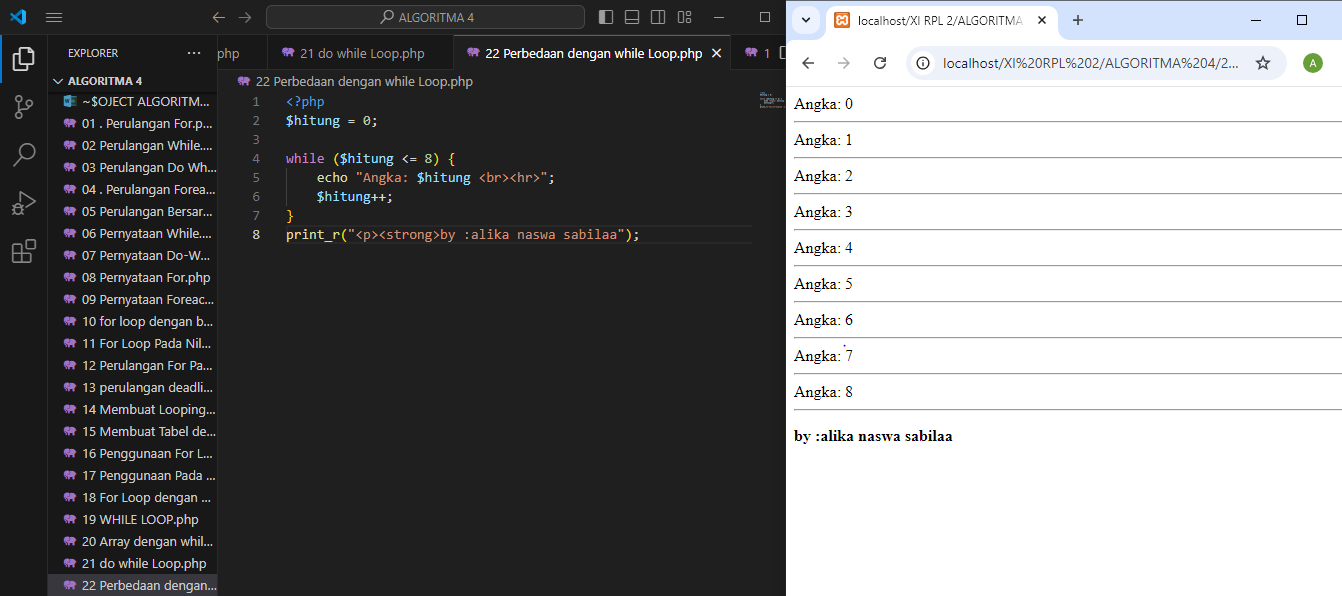 ALGORITMA 4
EXPLORER
ALGORITMA 4
~$OJECT ALGORITM...
01 . Perulangan For.p...
02 Perulangan While....
03 Perulangan Do Wh...
04 . Perulangan Forea...
05 Perulangan Bersar...
06 Pernyataan While....
07 Pernyataan Do-W...
08 Pernyataan For.php
09 Pernyataan Foreac...
10 for loop dengan b...
11 For Loop Pada Nil...
12 Perulangan For Pa...
13 perulangan deadli...
14 Membuat Looping...
15 Membuat Tabel de...
16 Penggunaan For L...
17 Penggunaan Pada ...
18 For Loop dengan ...
19 WHILE LOOP.php
20 Array dengan whil...
21 do while Loop.php
22 Perbedaan dengan...
php
21 do while Loop.php
22 Perbedaan dengan while Loop.php
1
22 Perbedaan dengan while Loop.php
1 <?php
2 $hitung = 0;
3
4 while ($hitung <= 8) {
5 echo "Angka: $hitung <br><hr>";
6 $hitung++;
7 }
8 print_r("<p><strong>by :alika naswa sabilaa");
localhost/XI RPL 2/ALGORITMA
localhost/XI%20RPL%202/ALGORITMA%204/2...
A
Angka: 0
Angka: 1
Angka: 2
Angka: 3
Angka: 4
Angka: 5
Angka: 6
Angka: 7
Angka: 8
by :alika naswa sabilaa